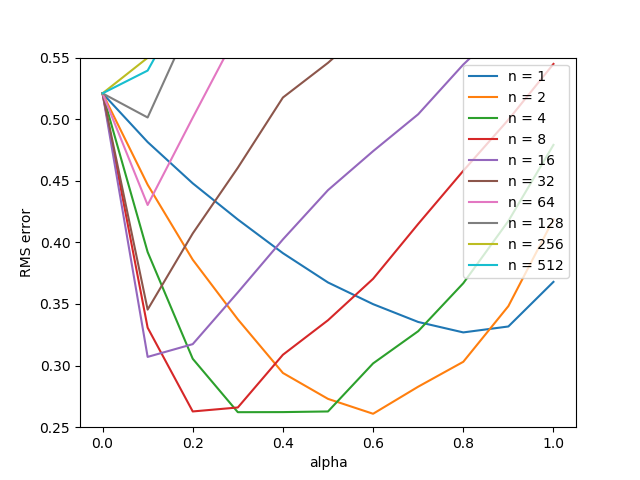 0.55
0.50
0.45
0.40
0.35
0.30
0.25
RMS error
n = 1
n = 2
n = 4
n = 8
n = 16
n = 32
n = 64
n = 128
n = 256
n = 512
0.0 0.2 0.4 0.6 0.8 1.0
alpha